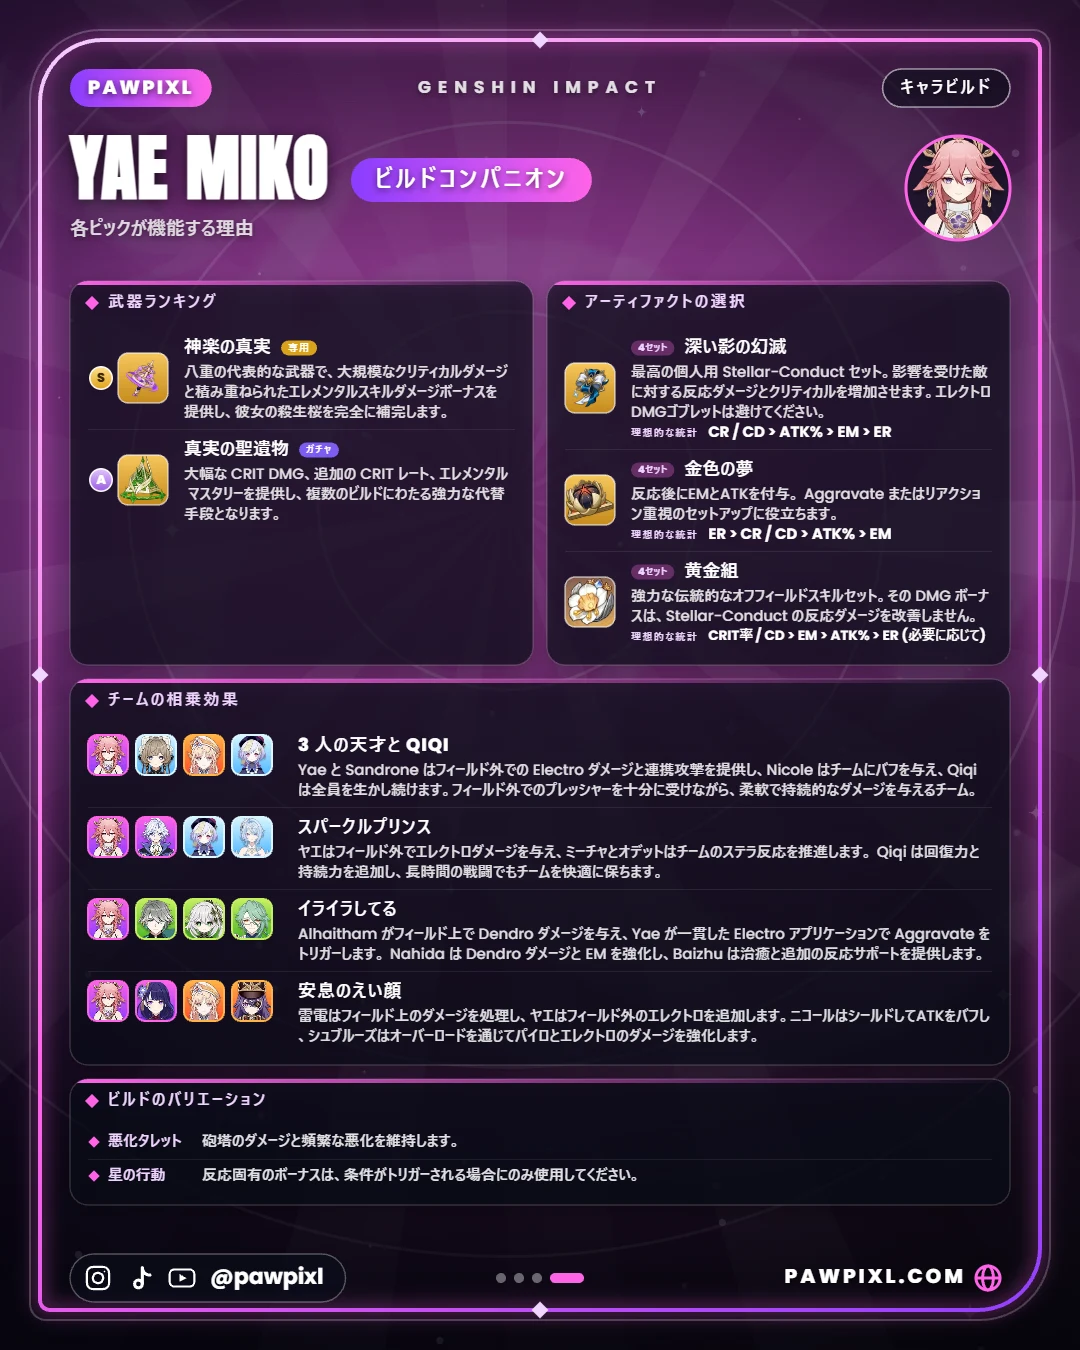 PAWPIXL
GENSHIN IMPACT
キャラビルド
YAE MIKO
ビルドコンパニオン
各ピックが機能する理由
武器ランキング
S
神楽の真実 専用
八重の代表的な武器で、大規模なクリティカルダメージ
と積み重ねられたエレメンタルスキルダメージボーナスを
提供し、彼女の殺生桜を完全に補完します。
A
真実の聖遺物 ガチャ
大幅な CRIT DMG、追加の CRIT レート、エレメンタル
マスタリーを提供し、複数のビルドにわたる強力な代替
手段となります。
アーティファクトの選択
4セット 深い影の幻滅
最高の個人用 Stellar-Conduct セット。影響を受けた敵
に対する反応ダメージとクリティカルを増加させます。エレクトロ
DMGゴブレットは避けてください。
理想的な統計 CR / CD > ATK% > EM > ER
4セット 金色の夢
反応後にEMとATKを付与。 Aggravate またはリアクショ
ン重視のセットアップに役立ちます。
理想的な統計 ER > CR / CD > ATK% > EM
4セット 黄金組
強力な伝統的なオフフィールドスキルセット。その DMG ボーナ
スは、Stellar-Conduct の反応ダメージを改善しません。
理想的な統計 CRIT率 / CD > EM > ATK% > ER (必要に応じて)
チームの相乗効果
3 人の天才と QIQI
Yae と Sandrone はフィールド外での Electro ダメージと連携攻撃を提供し、Nicole はチームにバフを与え、Qiqi
は全員を生かし続けます。フィールド外でのプレッシャーを十分に受けながら、柔軟で持続的なダメージを与えるチーム。
スパークルプリンス
ヤエはフィールド外でエレクトロダメージを与え、ミーチャとオデットはチームのステラ反応を推進します。 Qiqi は回復力と
持続力を追加し、長時間の戦闘でもチームを快適に保ちます。
イライラしてる
Alhaitham がフィールド上で Dendro ダメージを与え、Yae が一貫した Electro アプリケーションで Aggravate を
トリガーします。 Nahida は Dendro ダメージと EM を強化し、Baizhu は治癒と追加の反応サポートを提供します。
安息のえい顔
雷電はフィールド上のダメージを処理し、ヤエはフィールド外のエレクトロを追加します。ニコールはシールドしてATKをバフし
、シュブルーズはオーバーロードを通じてパイロとエレクトロのダメージを強化します。
ビルドのバリエーション
悪化タレット 砲塔のダメージと頻繁な悪化を維持します。
星の行動 反応固有のボーナスは、条件がトリガーされる場合にのみ使用してください。
@pawpixl
PAWPIXL.COM